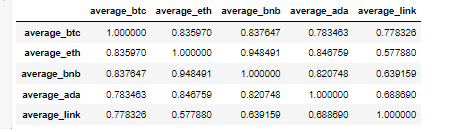 average_btc average_eth average_bnb average_ada average_link
average_btc 1.000000 0.835970 0.837647 0.783463 0.778326
average_eth 0.835970 1.000000 0.948491 0.846759 0.577880
average_bnb 0.837647 0.948491 1.000000 0.820748 0.639159
average_ada 0.783463 0.846759 0.820748 1.000000 0.688690
average_link 0.778326 0.577880 0.639159 0.688690 1.000000